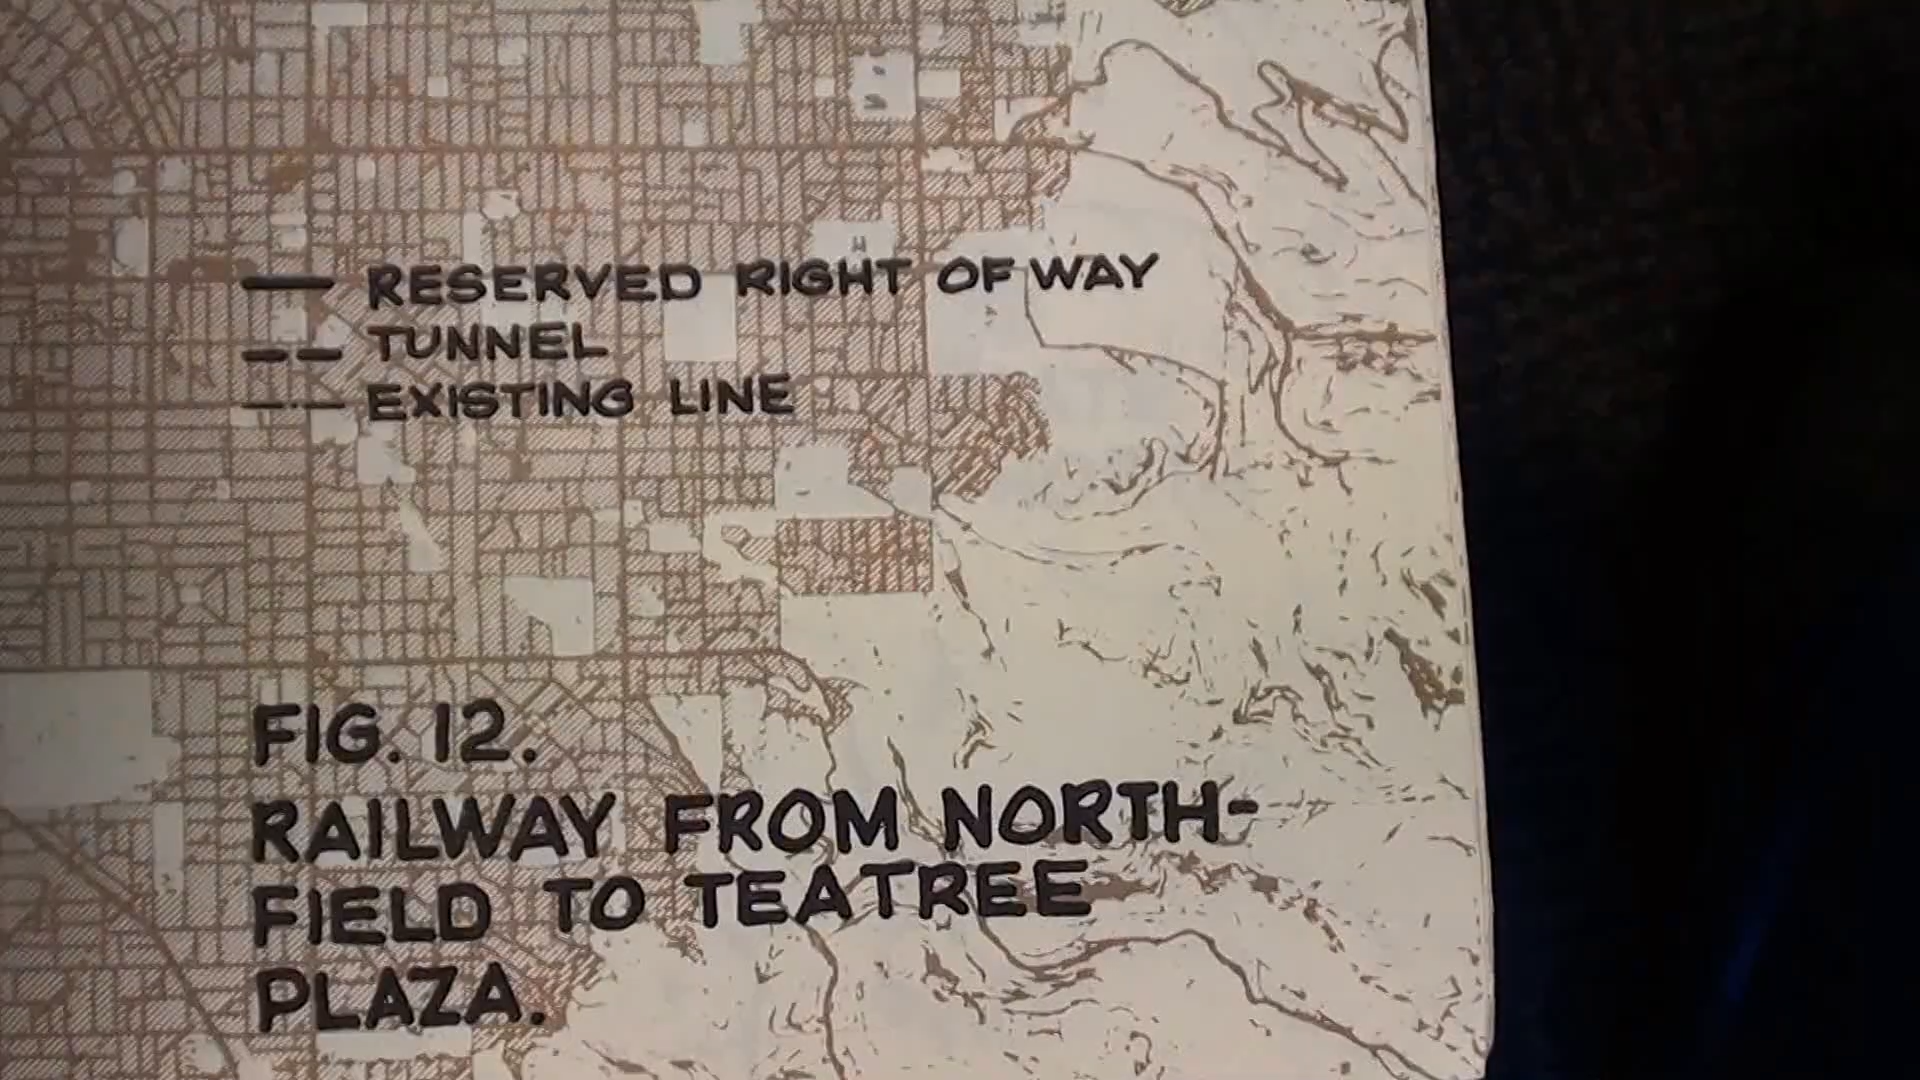 RESERVED RIGHT OF WAY
TUNNEL
EXISTING LINE
FIG. 12.
RAILWAY FROM NORTH-
FIELD TO TEATREE
PLAZA.